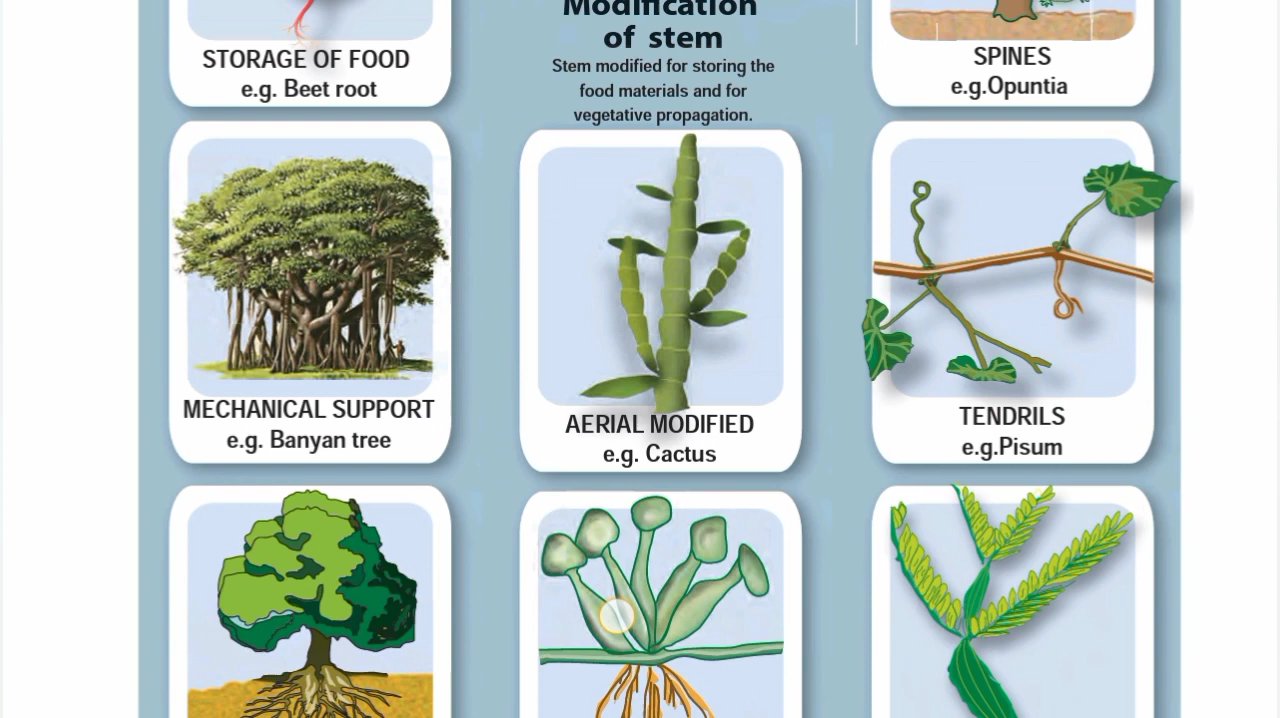 STORAGE OF FOOD
e.g. Beet root
Modification
of stem
Stem modified for storing the
food materials and for
vegetative propagation.
SPINES
e.g.Opuntia
MECHANICAL SUPPORT
e.g. Banyan tree
AERIAL MODIFIED
e.g. Cactus
TENDRILS
e.g.Pisum